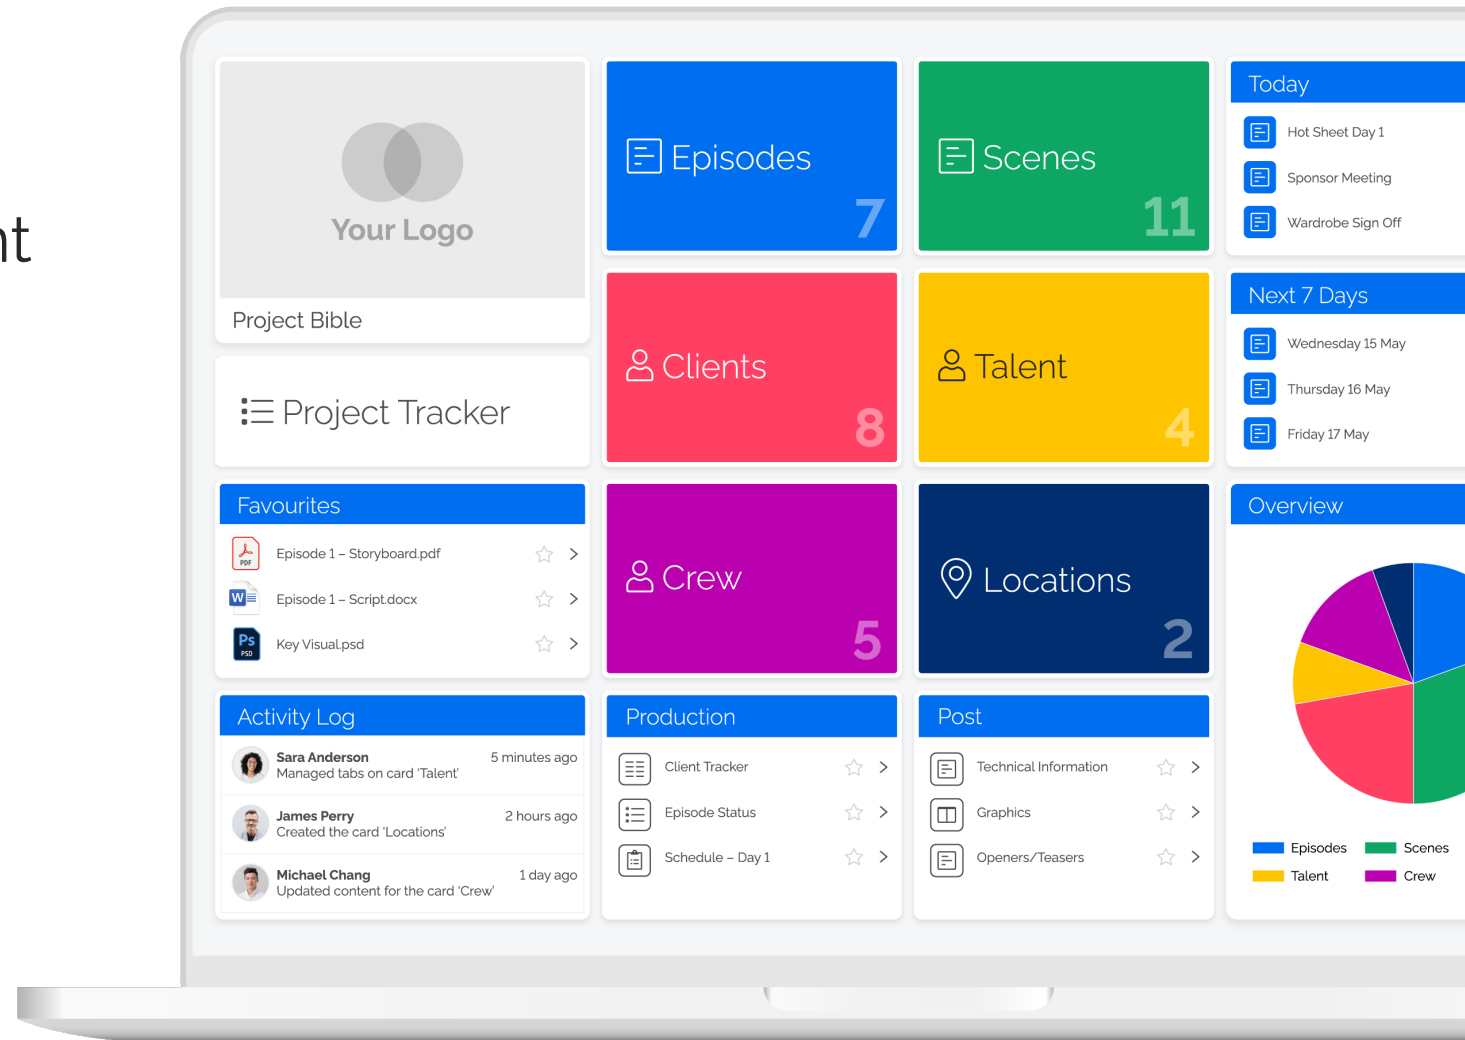 nt
Your Logo
Project Bible
Project Tracker
Favourites
PDF
Episode 1 – Storyboard.pdf
W
Episode 1 – Script.docx
Ps
PSD
Key Visual.psd
Activity Log
Sara Anderson
5 minutes ago
Managed tabs on card 'Talent'
James Perry
2 hours ago
Created the card 'Locations'
Michael Chang
1 day ago
Updated content for the card 'Crew'
Episodes
7
Scenes
11
Clients
8
Talent
4
Crew
5
Locations
2
Production
Client Tracker
Episode Status
Schedule – Day 1
Post
Technical Information
Graphics
Openers/Teasers
Today
Hot Sheet Day 1
Sponsor Meeting
Wardrobe Sign Off
Next 7 Days
Wednesday 15 May
Thursday 16 May
Friday 17 May
Overview
Episodes
Scenes
Talent
Crew